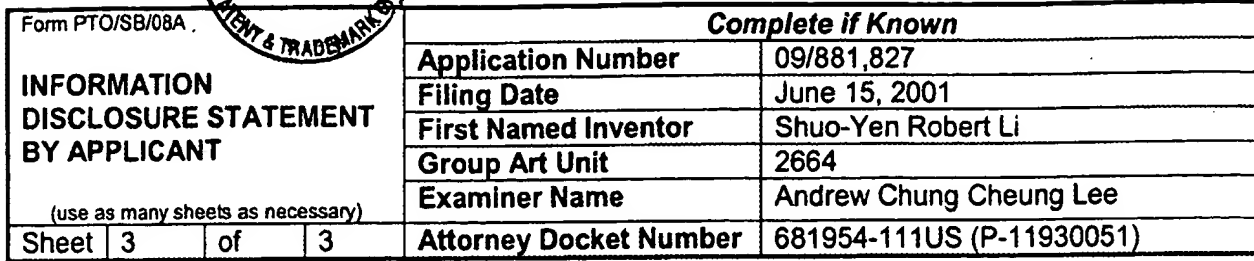 Form PTO/SB/08A
INFORMATION
DISCLOSURE STATEMENT
BY APPLICANT
(use as many sheets as necessary)
Sheet 3 of 3
Complete if Known
Application Number 09/881,827
Filing Date June 15, 2001
First Named Inventor Shuo-Yen Robert Li
Group Art Unit 2664
Examiner Name Andrew Chung Cheung Lee
Attorney Docket Number 681954-111US (P-11930051)
& TRADEMARK